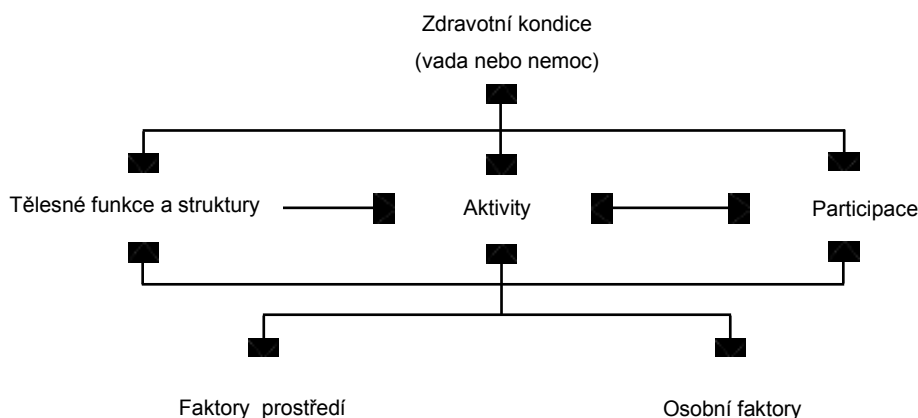 Zdravotní kondice
(vada nebo nemoc)
Tělesné funkce a struktury
Aktivity
Participace
Faktory prostředí
Osobní faktory